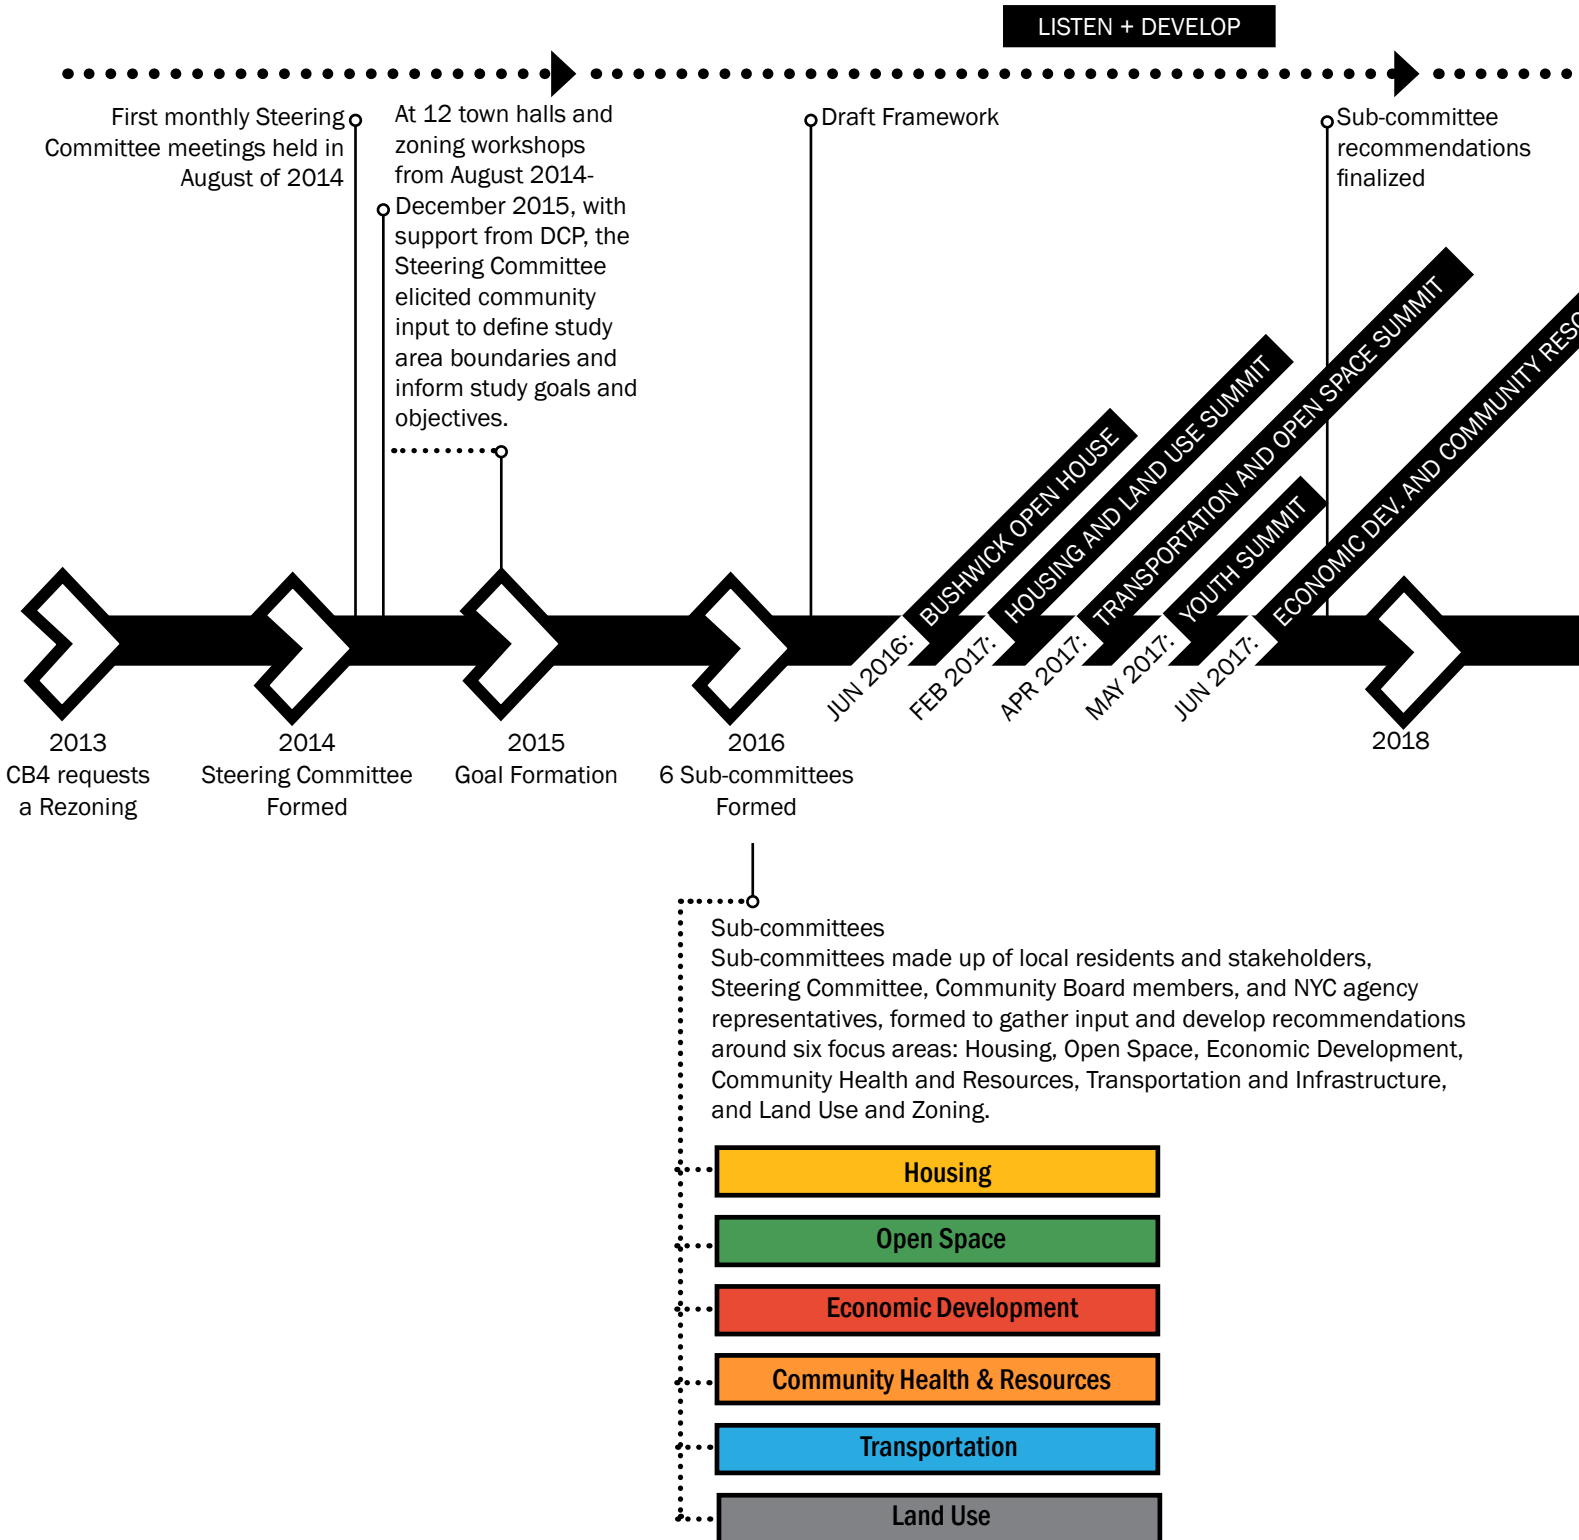 LISTEN + DEVELOP
First monthly Steering
Committee meetings held in
August of 2014
At 12 town halls and
zoning workshops
from August 2014-
December 2015, with
support from DCP, the
Steering Committee
elicited community
input to define study
area boundaries and
inform study goals and
objectives.
Draft Framework
Sub-committee
recommendations
finalized
JUN 2016: BUSHWICK OPEN HOUSE
FEB 2017: HOUSING AND LAND USE SUMMIT
APR 2017: TRANSPORTATION AND OPEN SPACE SUMMIT
MAY 2017: YOUTH SUMMIT
JUN 2017: ECONOMIC DEV. AND COMMUNITY
2013
CB4 requests
a Rezoning
2014
Steering Committee
Formed
2015
Goal Formation
2016
6 Sub-committees
Formed
2018
Sub-committees
Sub-committees made up of local residents and stakeholders,
Steering Committee, Community Board members, and NYC agency
representatives, formed to gather input and develop recommendations
around six focus areas: Housing, Open Space, Economic Development,
Community Health and Resources, Transportation and Infrastructure,
and Land Use and Zoning.
Housing
Open Space
Economic Development
Community Health & Resources
Transportation
Land Use